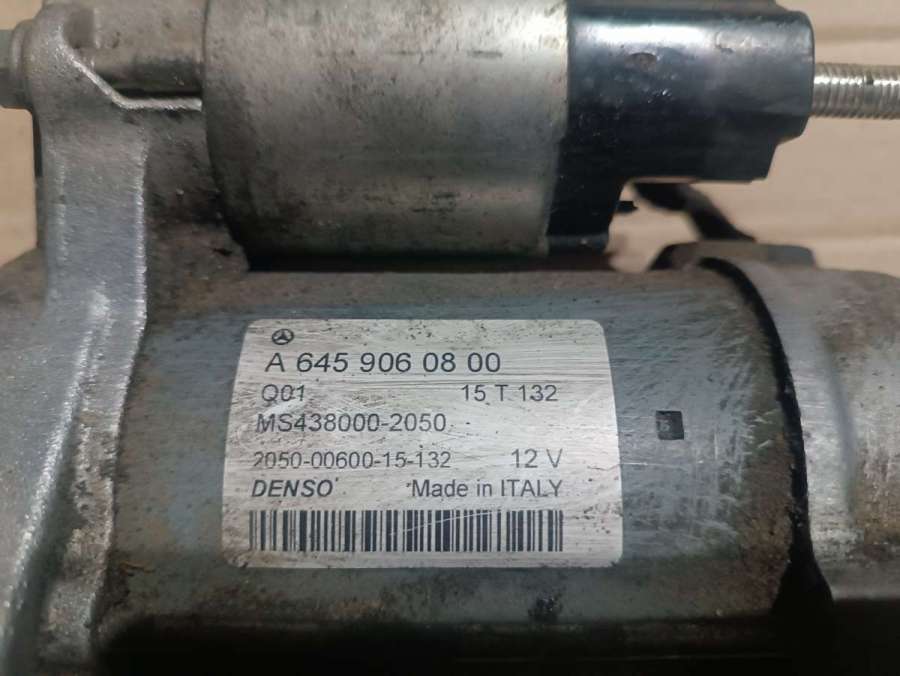 A 645 906 08 00
Q01 15 T 132
MS438000-2050
2050-00600-15-132 12 V
DENSO Made in ITALY